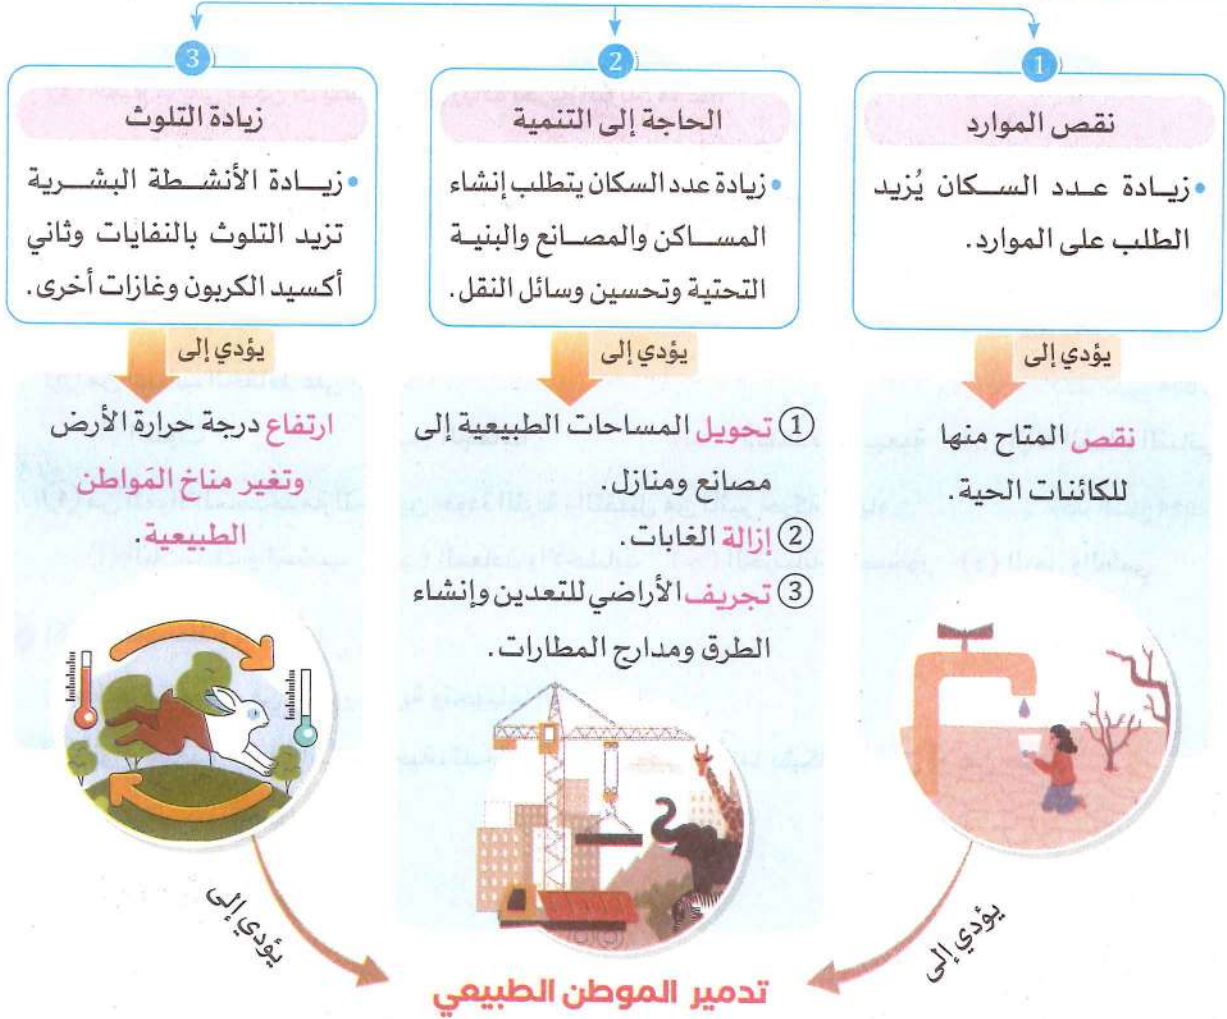 1
نقص الموارد
• زيادة عدد السكان يُزيد
الطلب على الموارد.
يؤدي إلى
نقص المتاح منها
للكائنات الحية.
2
الحاجة إلى التنمية
• زيادة عدد السكان يتطلب إنشاء
المساكن والمصانع والبنية
التحتية وتحسين وسائل النقل.
يؤدي إلى
① تحويل المساحات الطبيعية إلى
مصانع ومنازل.
② إزالة الغابات.
③ تجريف الأراضي للتعدين وإنشاء
الطرق ومدارج المطارات.
3
زيادة التلوث
• زيادة الأنشطة البشرية
تزيد التلوث بالنفايات وثاني
أكسيد الكربون وغازات أخرى.
يؤدي إلى
ارتفاع درجة حرارة الأرض
وتغير مناخ المَواطن
الطبيعية.
يؤدي إلى
يؤدي إلى
تدمير الموطن الطبيعي